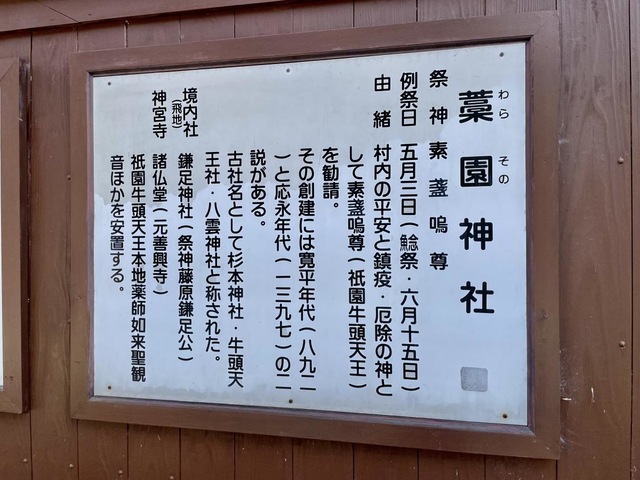 藁園神社
わら その
祭神 素盞嗚尊
例祭日 五月三日（鯰祭・六月十五日）
由緒 村内の平安と鎮疫・厄除の神と
して素盞嗚尊（祇園牛頭天王）
を勧請。
その創建には寛平年代（八九二
）と応永年代（一三九七）の二
説がある。
古社名として杉本神社・牛頭天
王社・八雲神社と称された。
境内社（飛地） 鎌足神社（祭神藤原鎌足公）
神宮寺 諸仏堂（元善興寺）
祇園牛頭天王本地薬師如来聖観
音ほかを安置する。